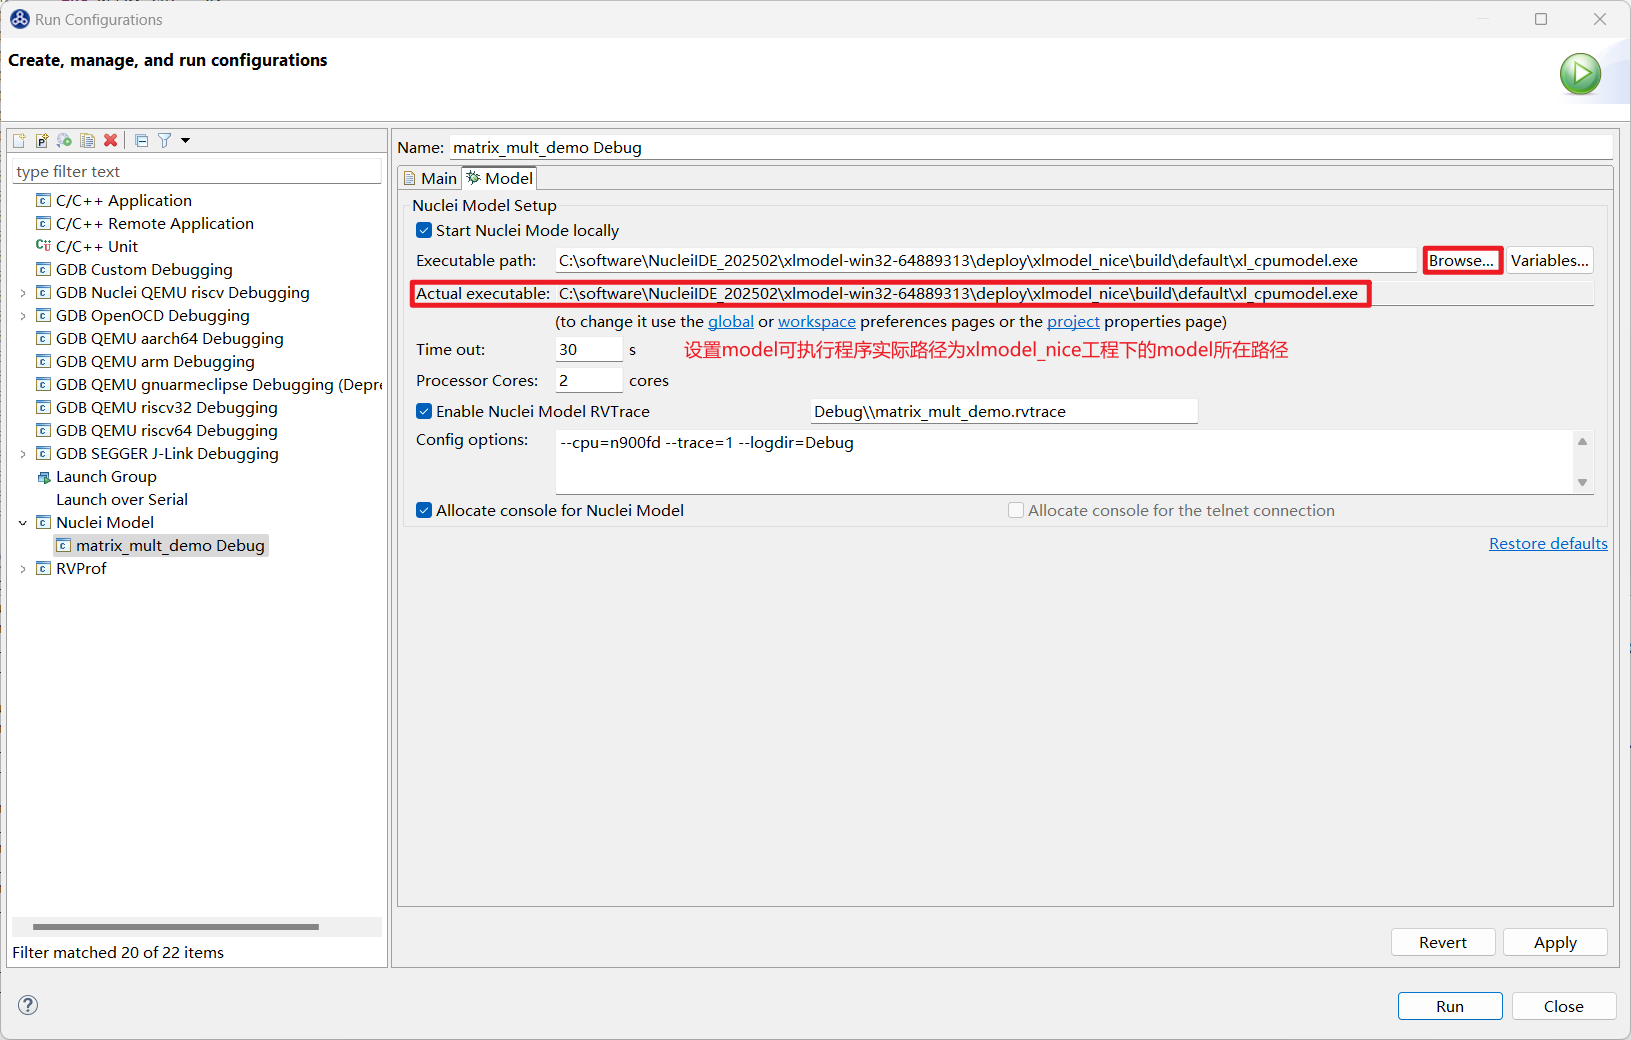 Run Configurations
Create, manage, and run configurations
type filter text
C/C++ Application
C/C++ Remote Application
C/C++ Unit
GDB Custom Debugging
GDB Nuclei QEMU riscv Debugging
GDB OpenOCD Debugging
GDB QEMU aarch64 Debugging
GDB QEMU arm Debugging
GDB QEMU gnuarmeclipse Debugging (Depre
GDB QEMU riscv32 Debugging
GDB QEMU riscv64 Debugging
GDB SEGGER J-Link Debugging
Launch Group
Launch over Serial
Nuclei Model
matrix_mult_demo Debug
RVProf
Filter matched 20 of 22 items
Name: matrix_mult_demo Debug
Main Model
Nuclei Model Setup
Start Nuclei Mode locally
Executable path: C:\software\NucleiIDE_202502\xlmodel-win32-64889313\deploy\xlmodel_nice\build\default\xl_cpumodel.exe Browse... Variables...
Actual executable: C:\software\NucleiIDE_202502\xlmodel-win32-64889313\deploy\xlmodel_nice\build\default\xl_cpumodel.exe
(to change it use the global or workspace preferences pages or the project properties page)
Time out: 30 s 设置model可执行程序实际路径为xlmodel_nice工程下的model所在路径
Processor Cores: 2 cores
Enable Nuclei Model RVTrace Debug\\matrix_mult_demo.rvtrace
Config options: --cpu=n900fd --trace=1 --logdir=Debug
Allocate console for Nuclei Model Allocate console for the telnet connection
Restore defaults
Revert Apply
Run Close